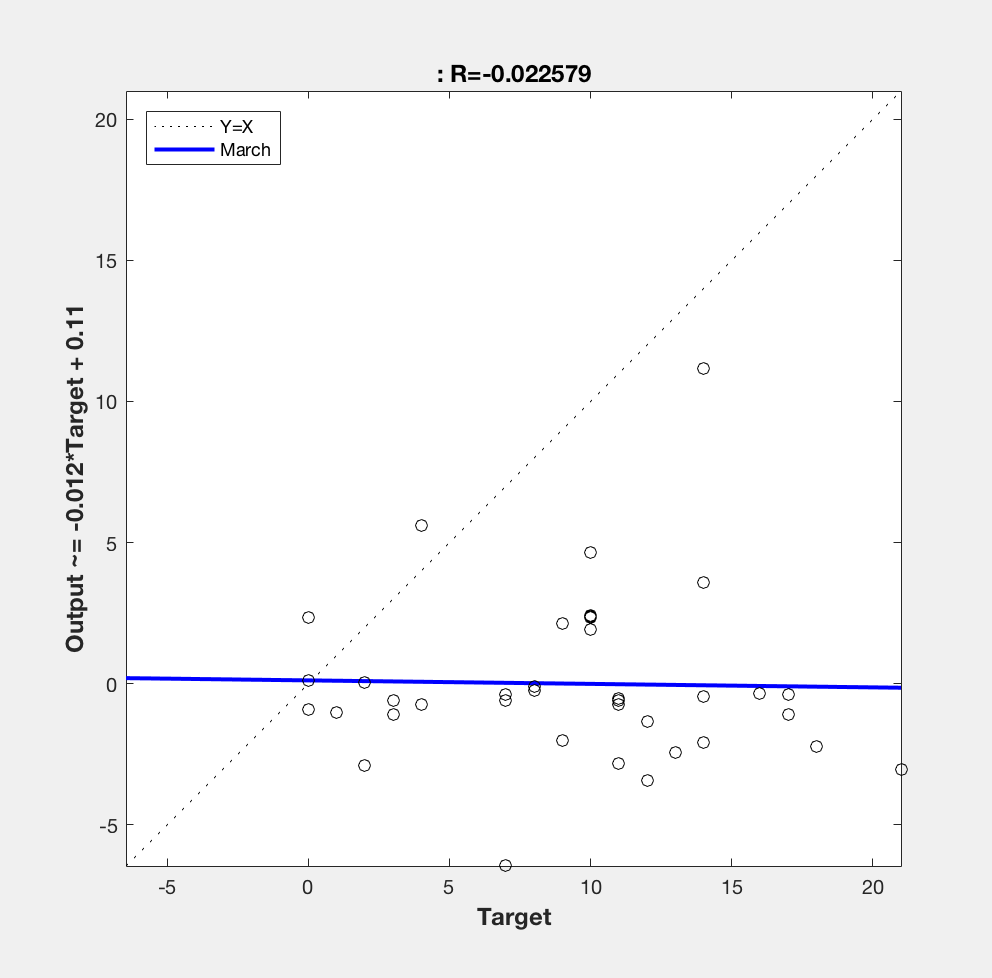 : R=-0.022579
Y=X
March
Output ~= -0.012*Target + 0.11
20
15
10
5
0
-5
-5 0 5 10 15 20
Target